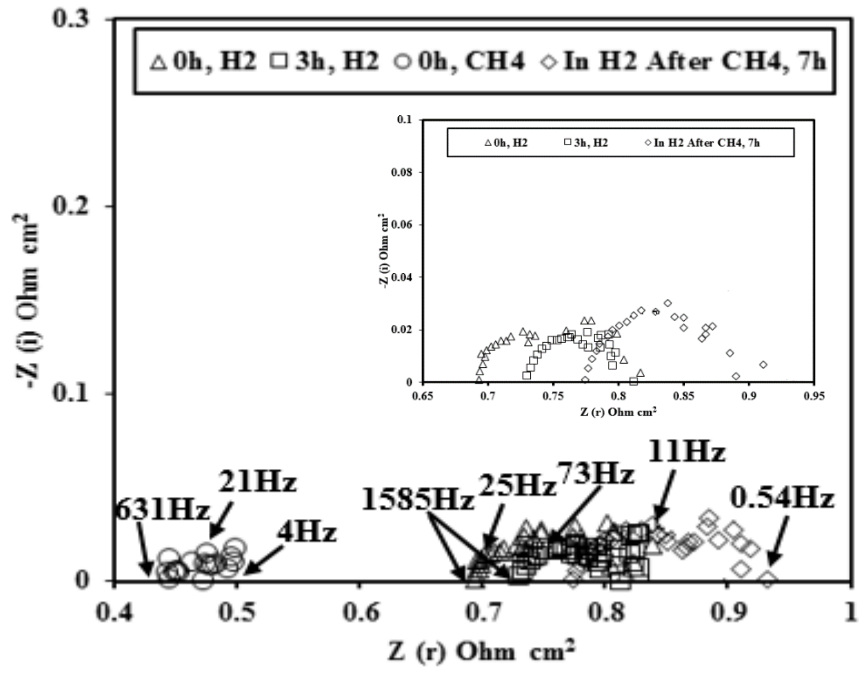 0.3
0h, H2 3h, H2 0h, CH4 In H2 After CH4, 7h
0.1
0h, H2 3h, H2 In H2 After CH4, 7h
0.08
0.2
0.06
-Z (i) Ohm cm²
0.04
0.02
0
0.65 0.7 0.75 0.8 0.85 0.9 0.95
Z (r) Ohm cm²
-Z (i) Ohm cm²
0.1
11Hz
73Hz
21Hz
25Hz
1585Hz
0.54Hz
631Hz
4Hz
0
0.4 0.5 0.6 0.7 0.8 0.9 1
Z (r) Ohm cm²